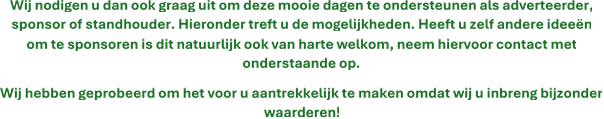 Wij nodigen u dan ook graag uit om deze mooie dagen te ondersteunen als adverteerder,
sponsor of standhouder. Hieronder treft u de mogelijkheden. Heeft u zelf andere ideeën
om te sponsoren is dit natuurlijk ook van harte welkom, neem hiervoor contact met
onderstaande op.
Wij hebben geprobeerd om het voor u aantrekkelijk te maken omdat wij u inbreng bijzonder
waarderen!